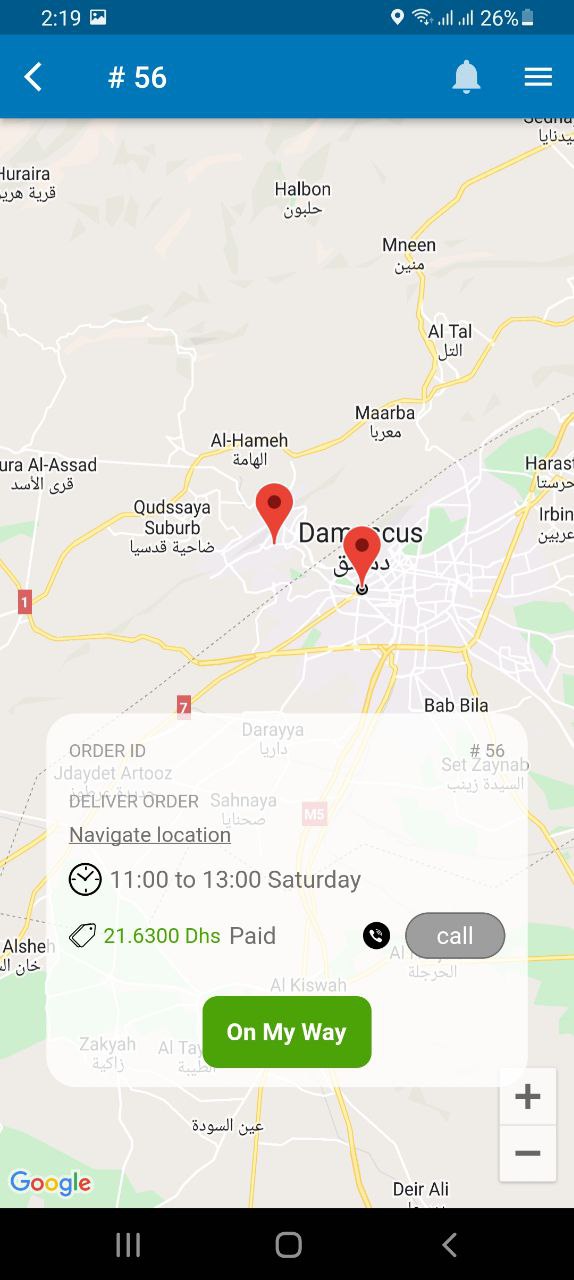 2:19
26%
# 56
Huraira
Halbon
حلبون
Mneen
منين
Al Tal
التل
Maarba
معربا
Al-Hameh
الهامة
ura Al-Assad
قرى الأسد
Qudssaya
Suburb
ضاحية قدسيا
Harast
حرستا
Irbin
عربين
1
7
Bab Bila
Darayya
داريا
ORDER ID
# 56
Jdaydet Artooz
Set Zaynab
السيدة زينب
DELIVER ORDER
Sahnaya
صحنايا
M5
Navigate location
11:00 to 13:00 Saturday
21.6300 Dhs Paid
call
Alsheh
خان
الحرجلة
Al Kiswah
On My Way
Zakyah
زاكية
Al Tay
الطيبة
عين السودة
+
−
Google
Deir Ali